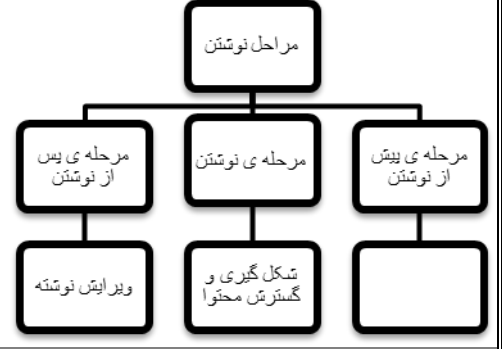 مراحل نوشتن
مرحله ی پیش
از نوشتن
مرحله ی نوشتن
مرحله ی پس
از نوشتن
شکل گیری و
گسترش محتوا
ویرایش نوشته